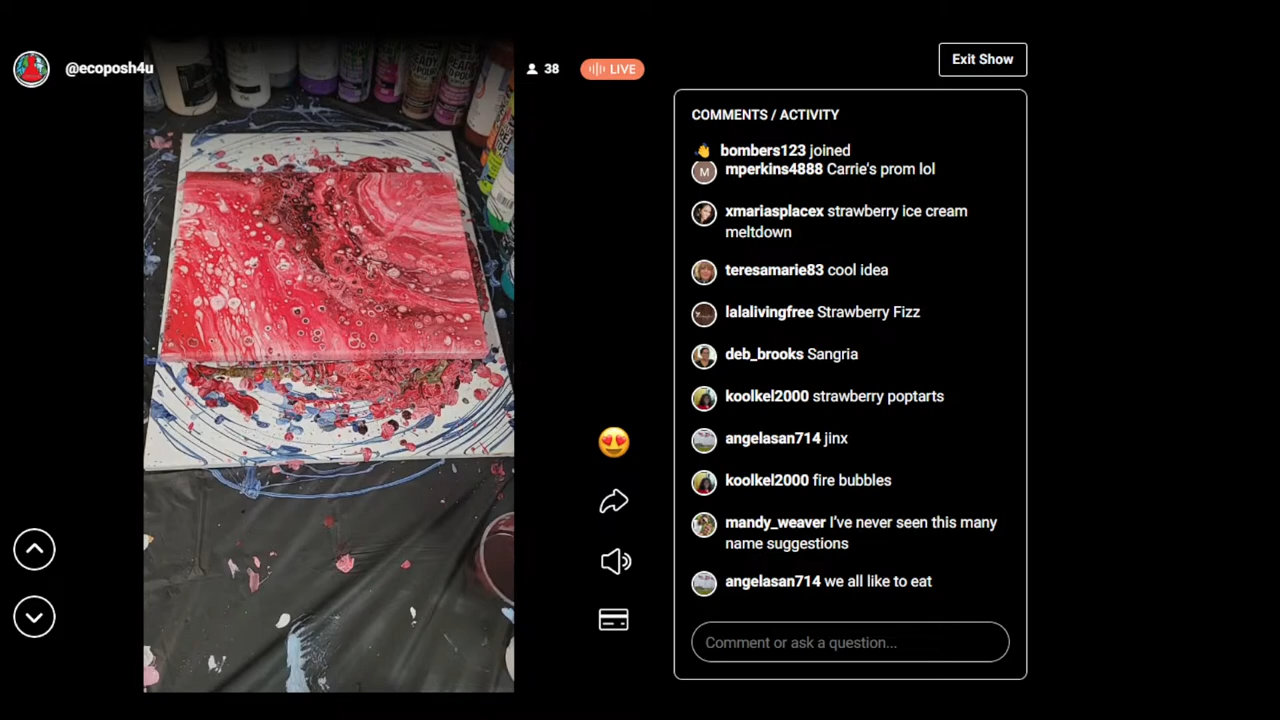 @ecoposh4u
38
LIVE
Exit Show
COMMENTS / ACTIVITY
👋 bombers123 joined
M mperkins4888 Carrie's prom lol
xmariasplacex strawberry ice cream
meltdown
teresamarie83 cool idea
lalalivingfree Strawberry Fizz
deb_brooks Sangria
koolkel2000 strawberry poptarts
angelasan714 jinx
koolkel2000 fire bubbles
mandy_weaver I've never seen this many
name suggestions
angelasan714 we all like to eat
Comment or ask a question...